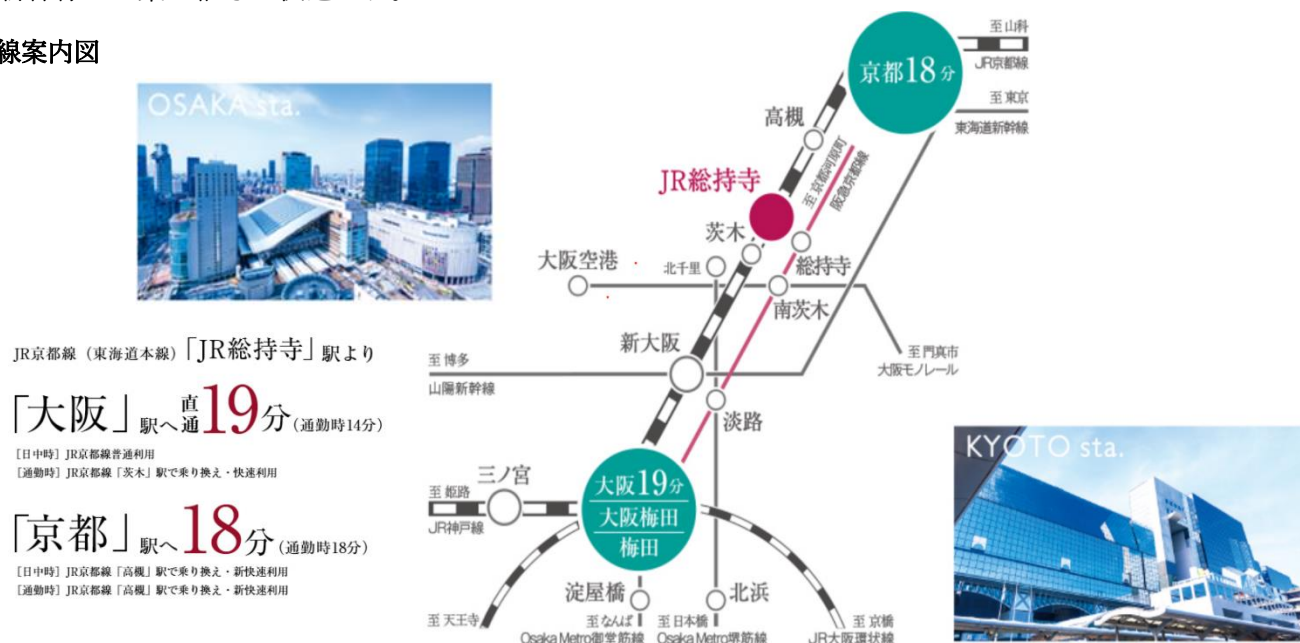 線案内図
OSAKA sta.
JR京都線（東海道本線）「JR総持寺」駅より
「大阪」駅へ直通19分(通勤時14分)
［日中時］JR京都線普通利用
［通勤時］JR京都線「茨木」駅で乗り換え・快速利用
「京都」駅へ18分(通勤時18分)
［日中時］JR京都線「高槻」駅で乗り換え・新快速利用
［通勤時］JR京都線「高槻」駅で乗り換え・新快速利用
至 山科
JR京都線
京都18分
至 東京
東海道新幹線
高槻
至 京都河原町
阪急京都線
JR総持寺
茨木
大阪空港
北千里
総持寺
南茨木
新大阪
至 博多
山陽新幹線
至 門真市
大阪モノレール
淡路
三ノ宮
至 姫路
JR神戸線
大阪19分
大阪梅田
梅田
淀屋橋
北浜
至 天王寺
至 なんば
Osaka Metro御堂筋線
至 日本橋
Osaka Metro堺筋線
至 京橋
JR大阪環状線
KYOTO sta.